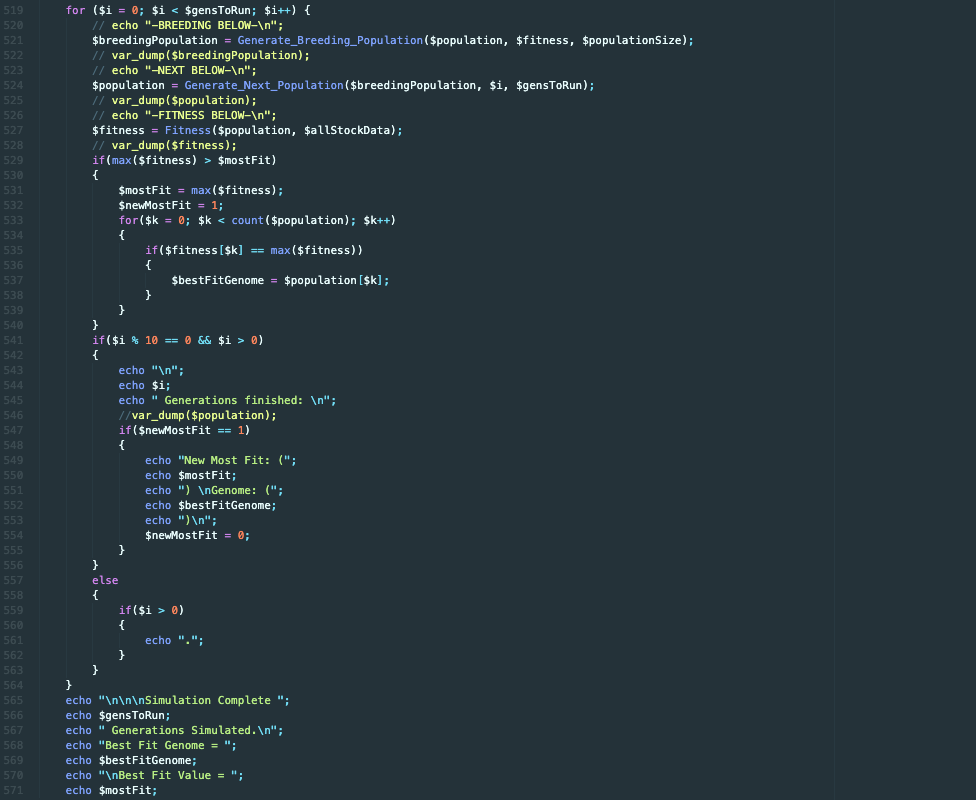 519 for ($i = 0; $i < $gensToRun; $i++) {
520 // echo "-BREEDING BELOW-\n";
521 $breedingPopulation = Generate_Breeding_Population($population, $fitness, $populationSize);
522 // var_dump($breedingPopulation);
523 // echo "-NEXT BELOW-\n";
524 $population = Generate_Next_Population($breedingPopulation, $i, $gensToRun);
525 // var_dump($population);
526 // echo "-FITNESS BELOW-\n";
527 $fitness = Fitness($population, $allStockData);
528 // var_dump($fitness);
529 if(max($fitness) > $mostFit)
530 {
531 $mostFit = max($fitness);
532 $newMostFit = 1;
533 for($k = 0; $k < count($population); $k++)
534 {
535 if($fitness[$k] == max($fitness))
536 {
537 $bestFitGenome = $population[$k];
538 }
539 }
540 }
541 if($i % 10 == 0 && $i > 0)
542 {
543 echo "\n";
544 echo $i;
545 echo " Generations finished: \n";
546 //var_dump($population);
547 if($newMostFit == 1)
548 {
549 echo "New Most Fit: (";
550 echo $mostFit;
551 echo ") \nGenome: (";
552 echo $bestFitGenome;
553 echo ")\n";
554 $newMostFit = 0;
555 }
556 }
557 else
558 {
559 if($i > 0)
560 {
561 echo ".";
562 }
563 }
564 }
565 echo "\n\n\nSimulation Complete ";
566 echo $gensToRun;
567 echo " Generations Simulated.\n";
568 echo "Best Fit Genome = ";
569 echo $bestFitGenome;
570 echo "\nBest Fit Value = ";
571 echo $mostFit;